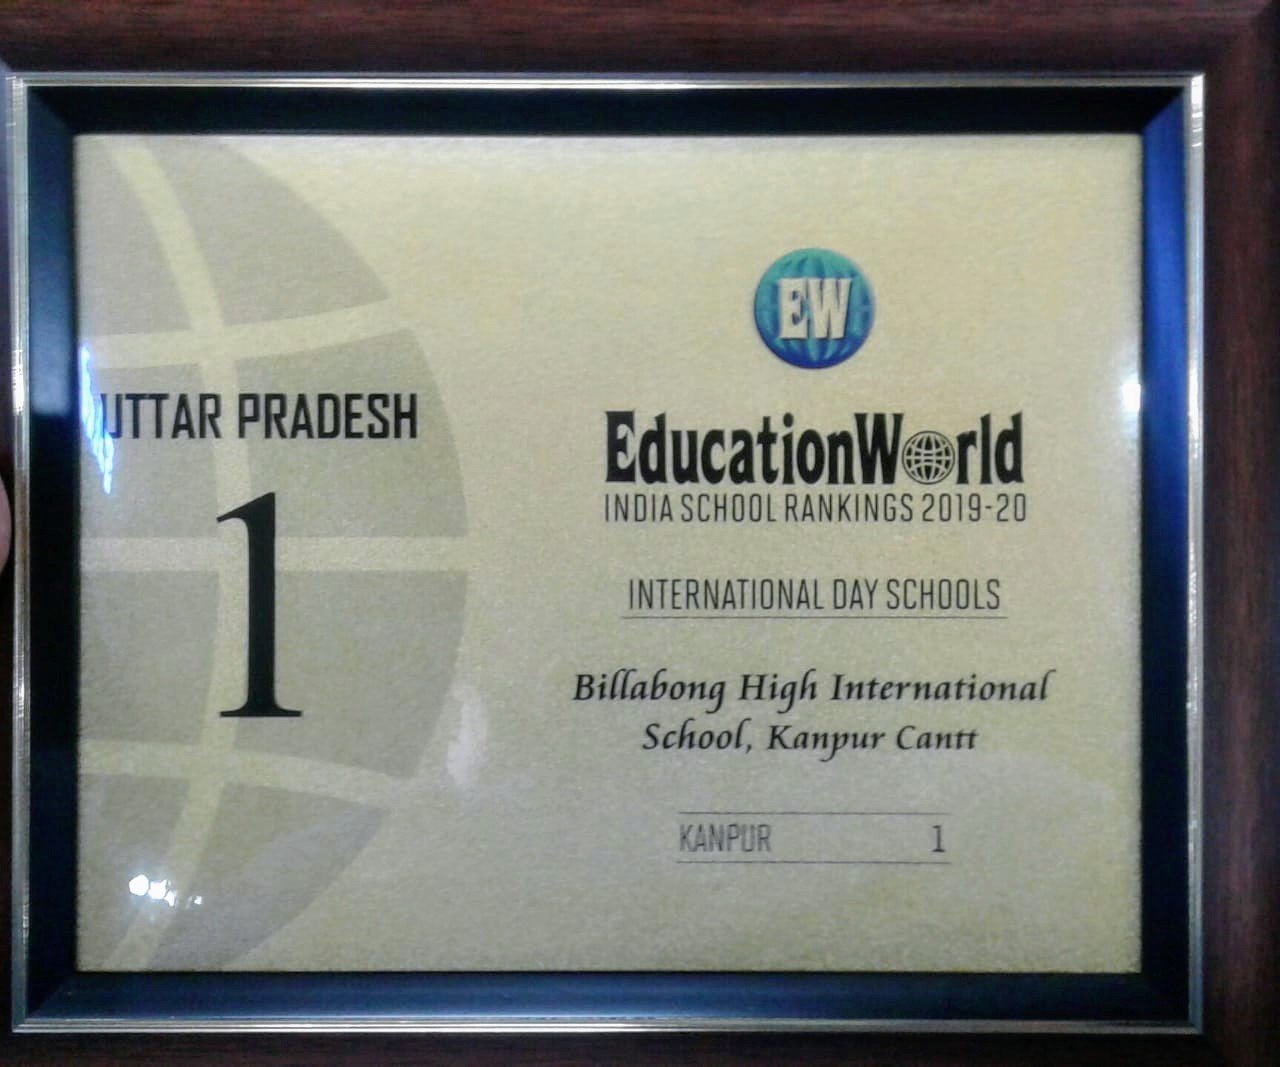 UTTAR PRADESH
1
EW
EducationWorld
INDIA SCHOOL RANKINGS 2019-20
INTERNATIONAL DAY SCHOOLS
Billabong High International
School, Kanpur Cantt
KANPUR 1